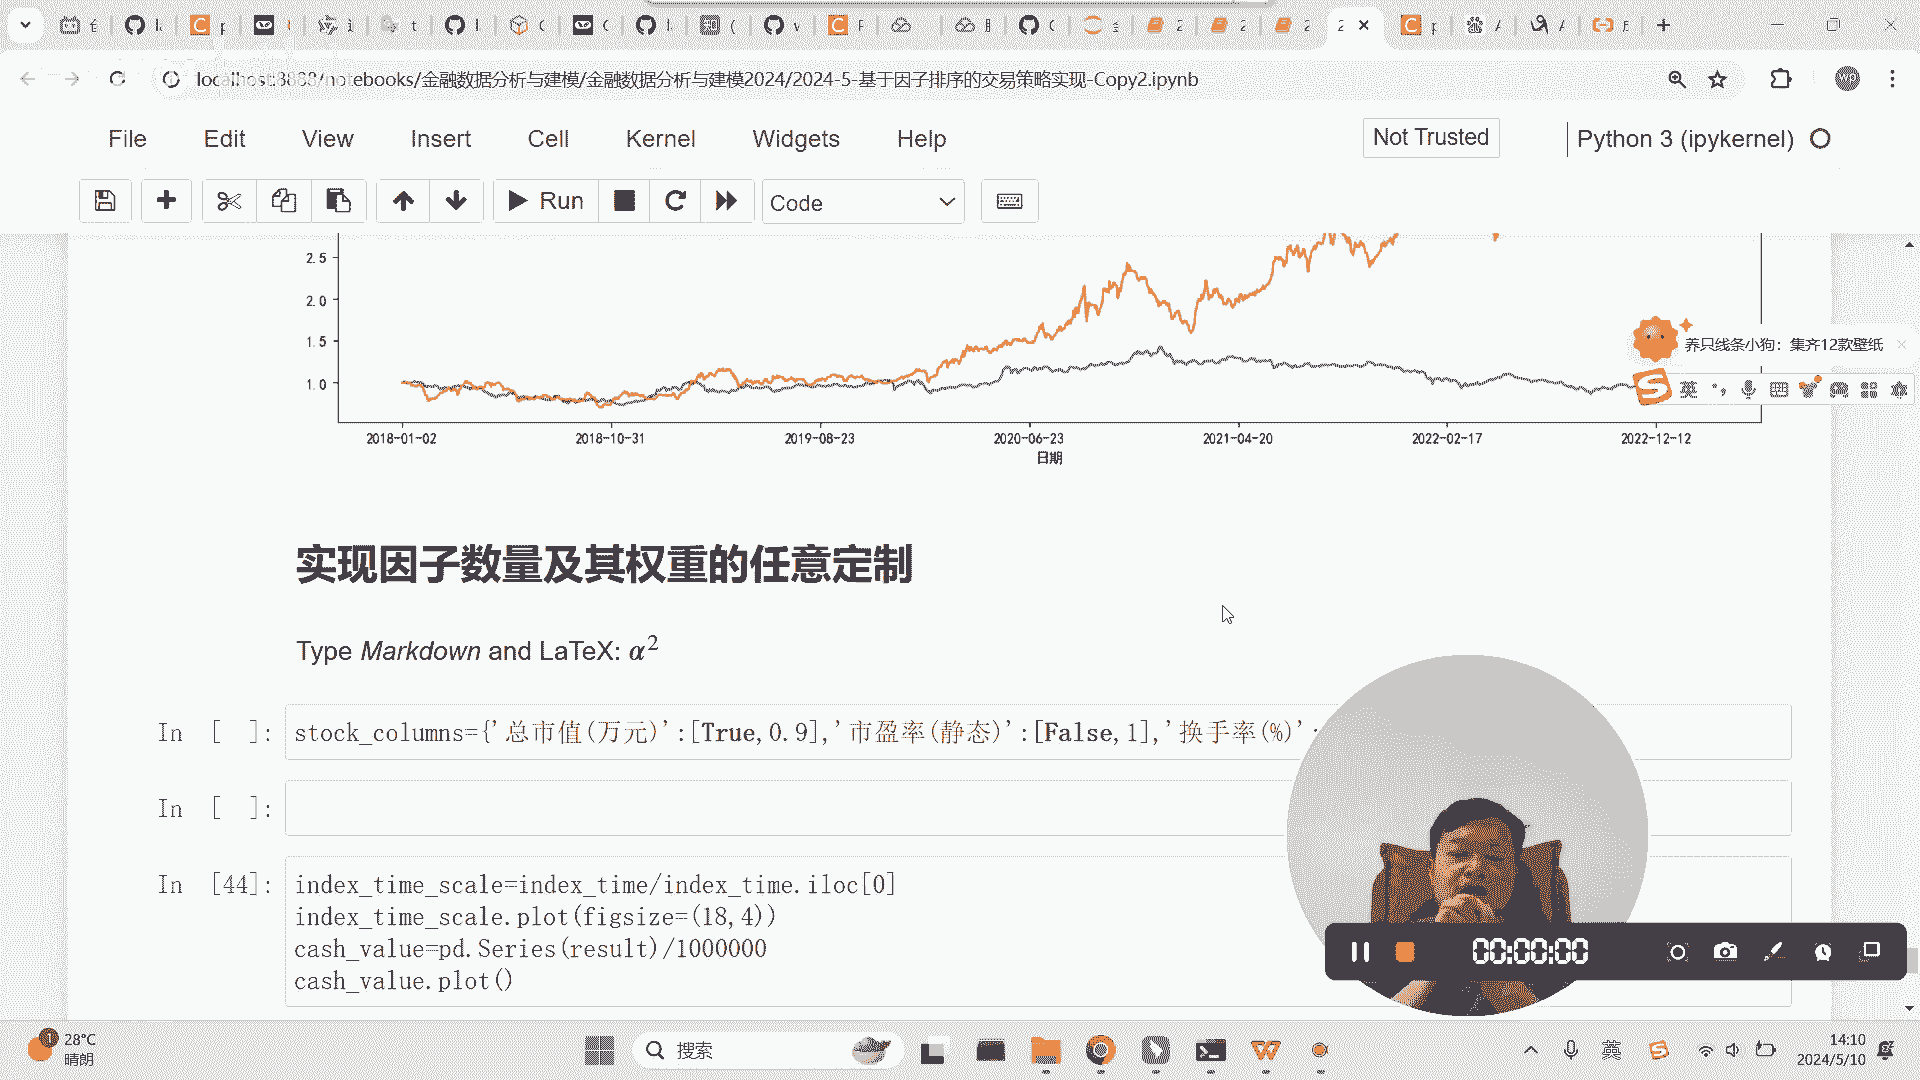 localhost:8888/notebooks/金融数据分析与建模/金融数据分析与建模2024/2024-5-基于因子排序的交易策略实现-Copy2.ipynb
File Edit View Insert Cell Kernel Widgets Help
Not Trusted
Python 3 (ipykernel)
Run
Code
2.5
2.0
1.5
1.0
2018-01-02 2018-10-31 2019-08-23 2020-06-23 2021-04-20 2022-02-17 2022-12-12
日期
养只线条小狗：集齐12款壁纸
英
实现因子数量及其权重的任意定制
Type Markdown and LaTeX: α²
In [ ]: stock_columns={'总市值(万元)':[True,0.9],'市盈率(静态)':[False,1],'换手率(%)':
In [ ]:
In [44]: index_time_scale=index_time/index_time.iloc[0]
index_time_scale.plot(figsize=(18,4))
cash_value=pd.Series(result)/1000000
cash_value.plot()
00:00:00
28°C
晴朗
搜索
英
14:10
2024/5/10